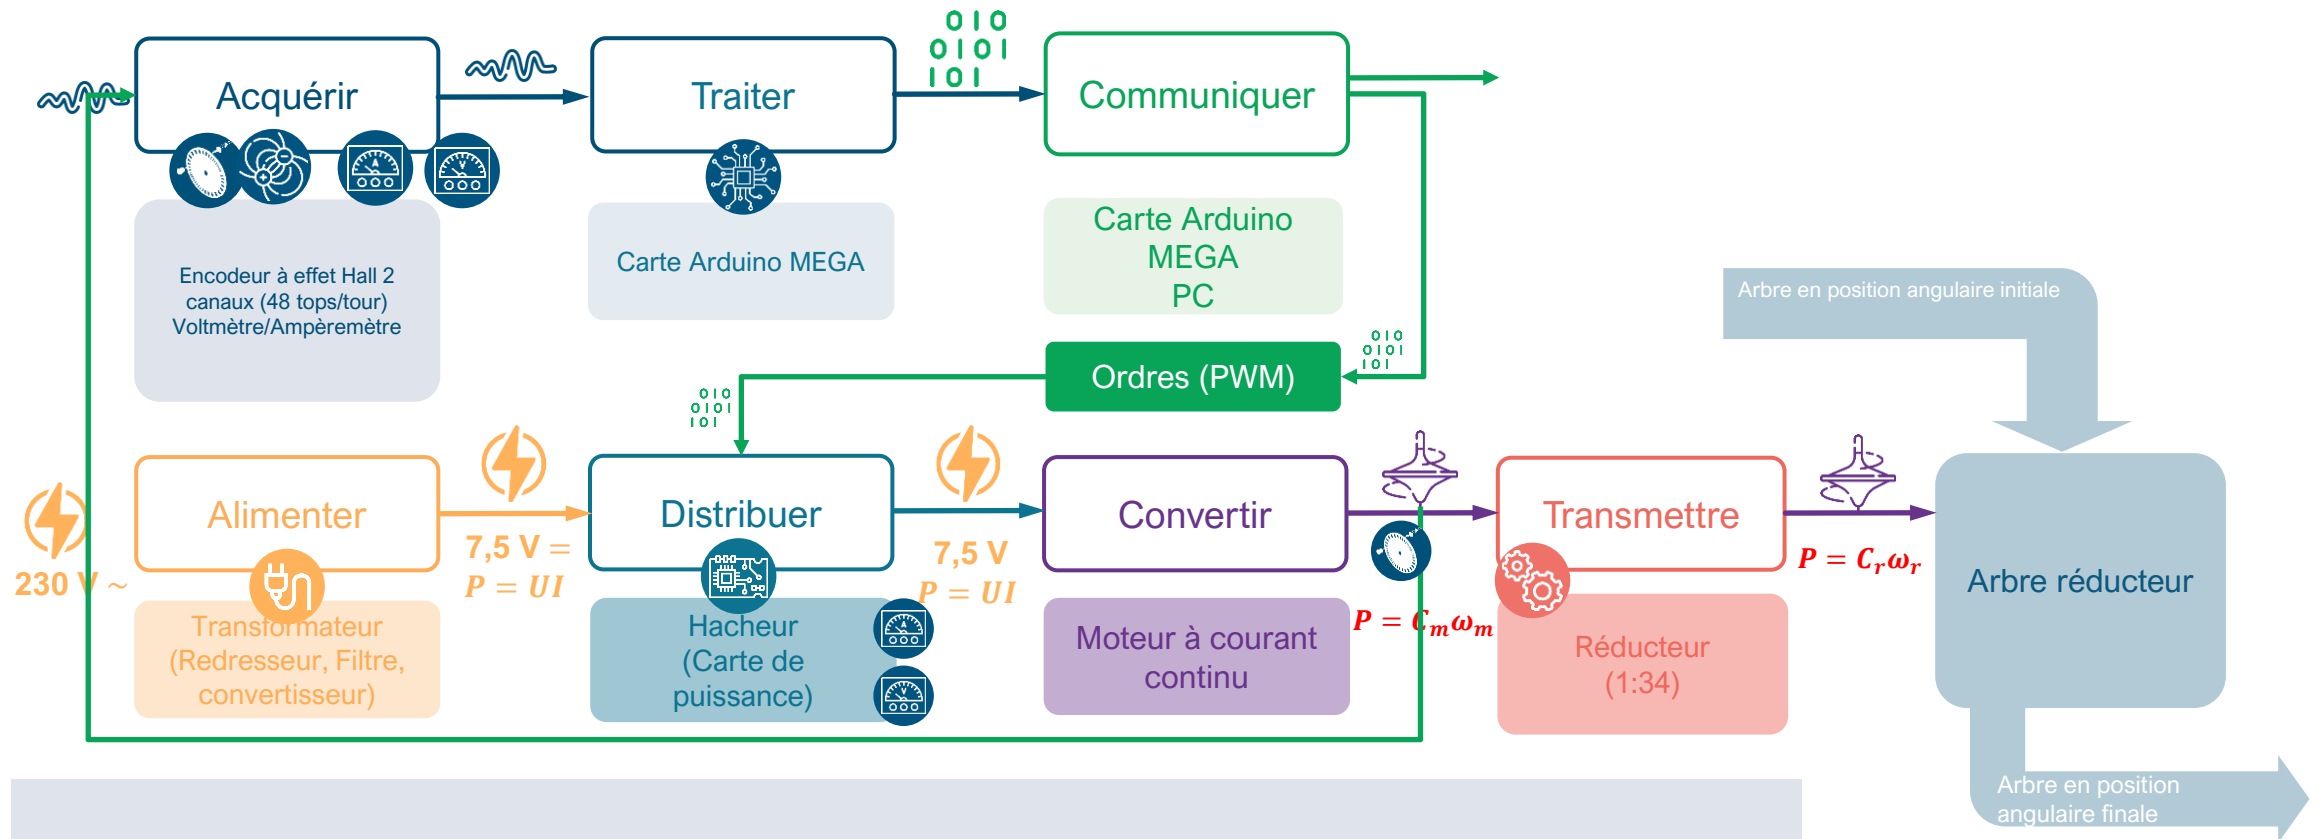 010
0101
101
Acquérir
Traiter
Communiquer
A
V
Encodeur à effet Hall 2
canaux (48 tops/tour)
Voltmètre/Ampèremètre
Carte Arduino MEGA
Carte Arduino
MEGA
PC
Arbre en position angulaire initiale
Ordres (PWM)
010
0101
101
010
0101
101
Alimenter
Distribuer
Convertir
Transmettre
230 V ~
7,5 V =
P = UI
7,5 V
P = UI
P = C_m ω_m
P = C_r ω_r
Arbre réducteur
Transformateur
(Redresseur, Filtre,
convertisseur)
Hacheur
(Carte de
puissance)
A
V
Moteur à courant
continu
Réducteur
(1:34)
Arbre en position
angulaire finale